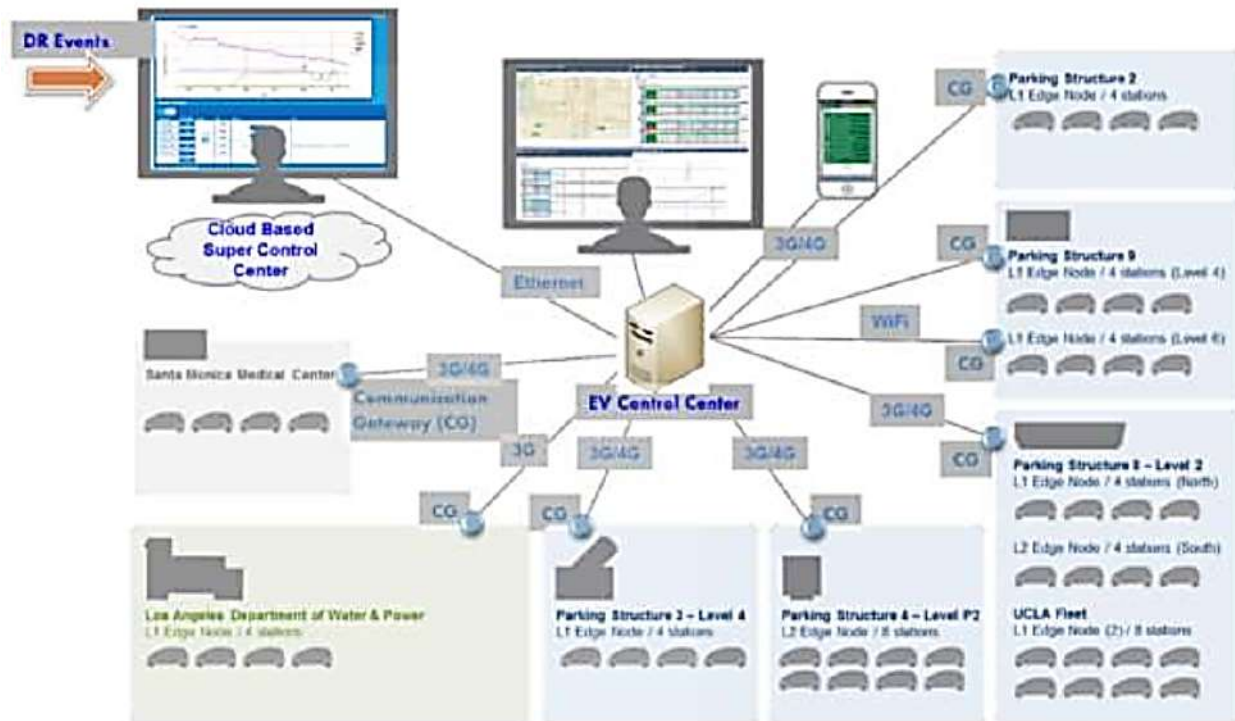 DR Events
Cloud Based
Super Control
Center
Ethernet
3G/4G
CG
Parking Structure 2
L1 Edge Node / 4 stations
CG
Parking Structure 9
L1 Edge Node / 4 stations (Level 4)
WiFi
L1 Edge Node / 4 stations (Level 6)
CG
Santa Monica Medical Center
3G/4G
Communization
Gateway (CG)
EV Control Center
3G
3G/4G
3G/4G
3G/4G
CG
Parking Structure 8 – Level 2
L1 Edge Node / 4 stations (North)
L2 Edge Node / 4 stations (South)
UCLA Fleet
L1 Edge Node (2) / 8 stations
CG
Los Angeles Department of Water & Power
L1 Edge Node / 4 stations
CG
Parking Structure 3 – Level 4
L1 Edge Node / 4 stations
CG
Parking Structure 4 – Level P2
L2 Edge Node / 8 stations